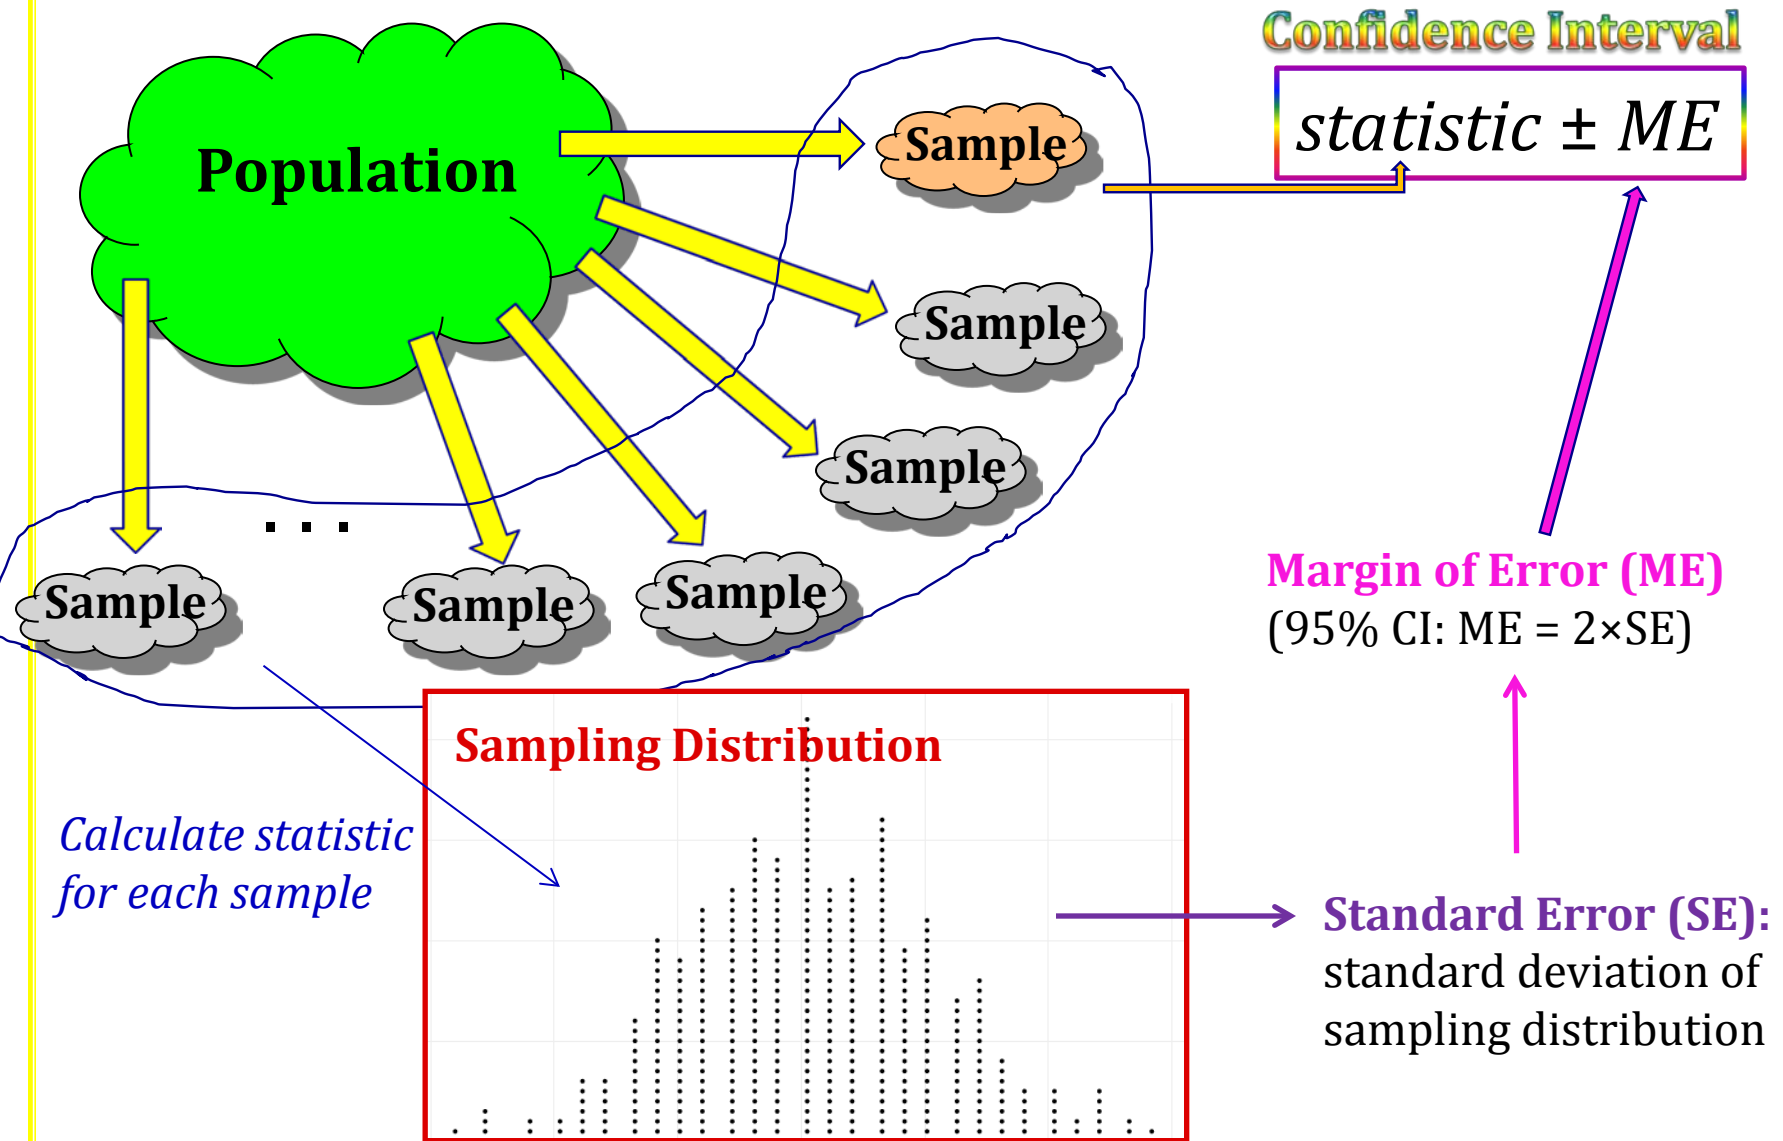 Confidence Interval
statistic ± ME
Population
Sample
Sample
Sample
Sample
Sample
Sample
. . .
Margin of Error (ME)
(95% CI: ME = 2×SE)
Sampling Distribution
Calculate statistic
for each sample
Standard Error (SE):
standard deviation of
sampling distribution